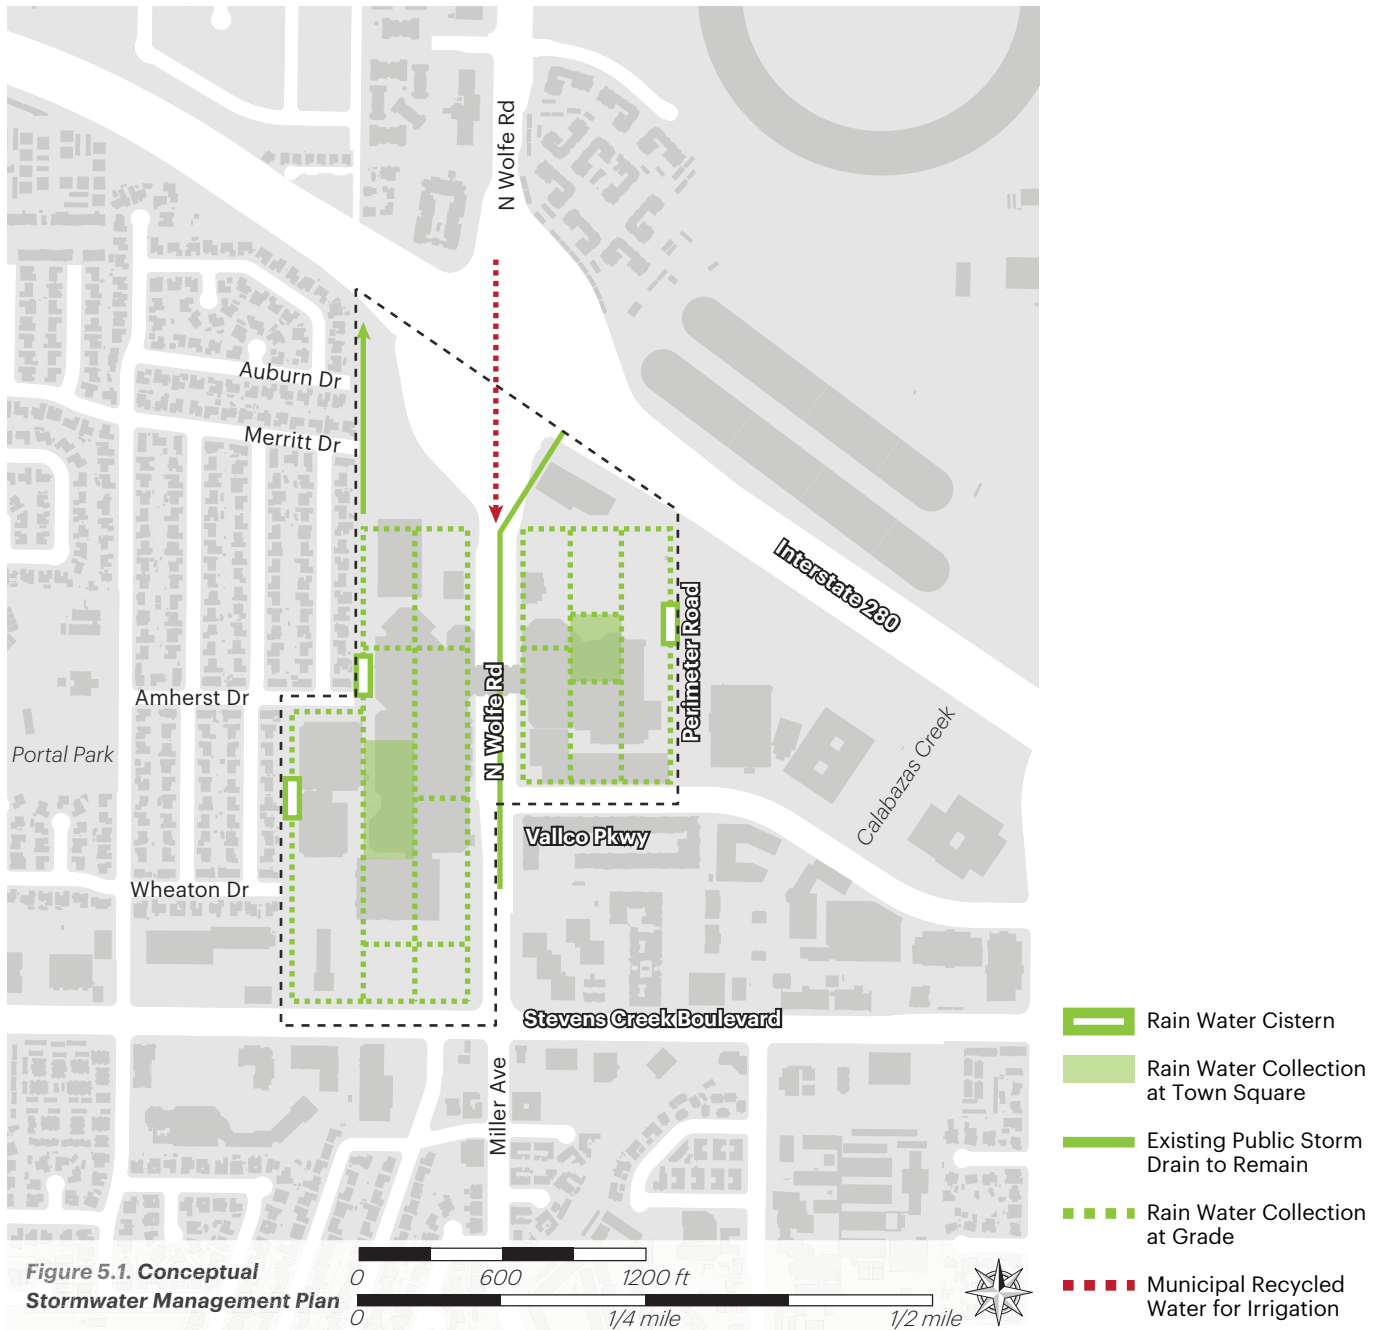 N Wolfe Rd
Auburn Dr
Merritt Dr
Interstate 280
Perimeter Road
N Wolfe Rd
Amherst Dr
Portal Park
Calabazas Creek
Vallco Pkwy
Wheaton Dr
Stevens Creek Boulevard
Miller Ave
Rain Water Cistern
Rain Water Collection
at Town Square
Existing Public Storm
Drain to Remain
Rain Water Collection
at Grade
Municipal Recycled
Water for Irrigation
Figure 5.1. Conceptual
Stormwater Management Plan
0 600 1200 ft
0 1/4 mile 1/2 mile